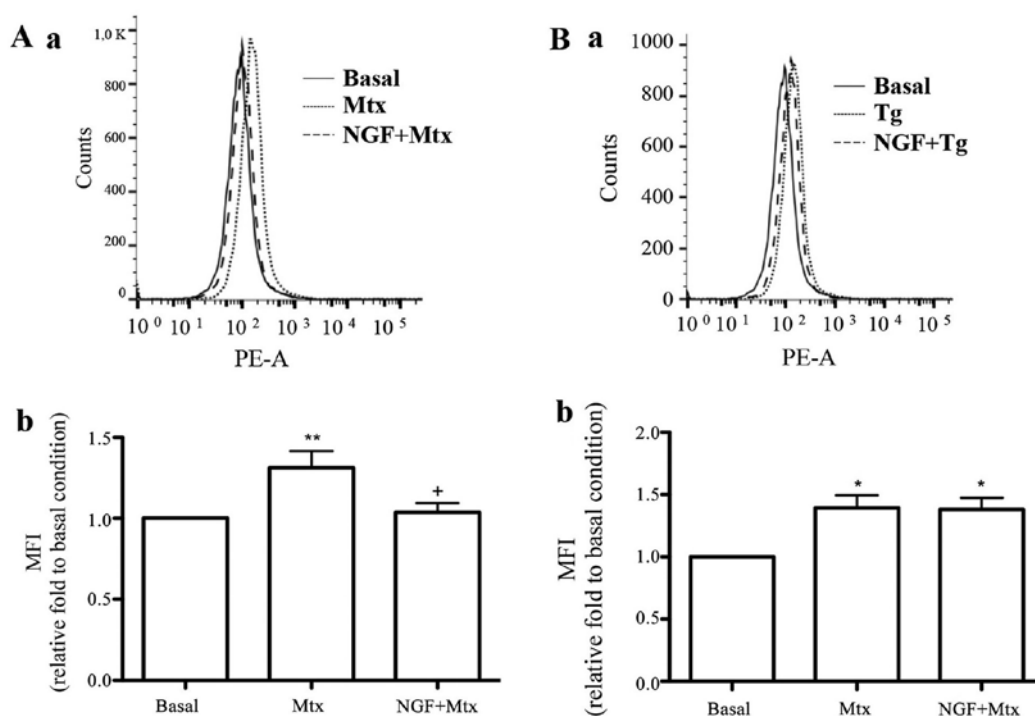 A a
1,0 K
800
600
400
200
0
Counts
Basal
Mtx
NGF+Mtx
10^0 10^1 10^2 10^3 10^4 10^5
PE-A
B a
1000
800
600
400
200
0
Counts
Basal
Tg
NGF+Tg
10^0 10^1 10^2 10^3 10^4 10^5
PE-A
b
MFI
(relative fold to basal condition)
1.5
1.0
0.5
0.0
**
+
Basal Mtx NGF+Mtx
b
MFI
(relative fold to basal condition)
2.0
1.5
1.0
0.5
0.0
* *
Basal Mtx NGF+Mtx